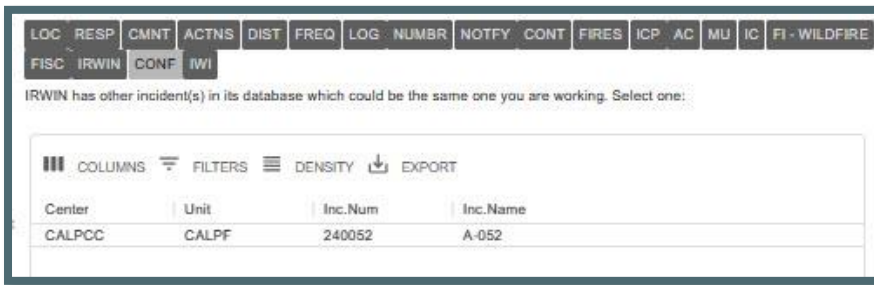 LOC RESP CMNT ACTNS DIST FREQ LOG NUMBR NOTFY CONT FIRES ICP AC MU IC FI - WILDFIRE
FISC IRWIN CONF IWI
IRWIN has other incident(s) in its database which could be the same one you are working. Select one:
COLUMNS FILTERS DENSITY EXPORT
Center Unit Inc.Num Inc.Name
CALPCC CALPF 240052 A-052